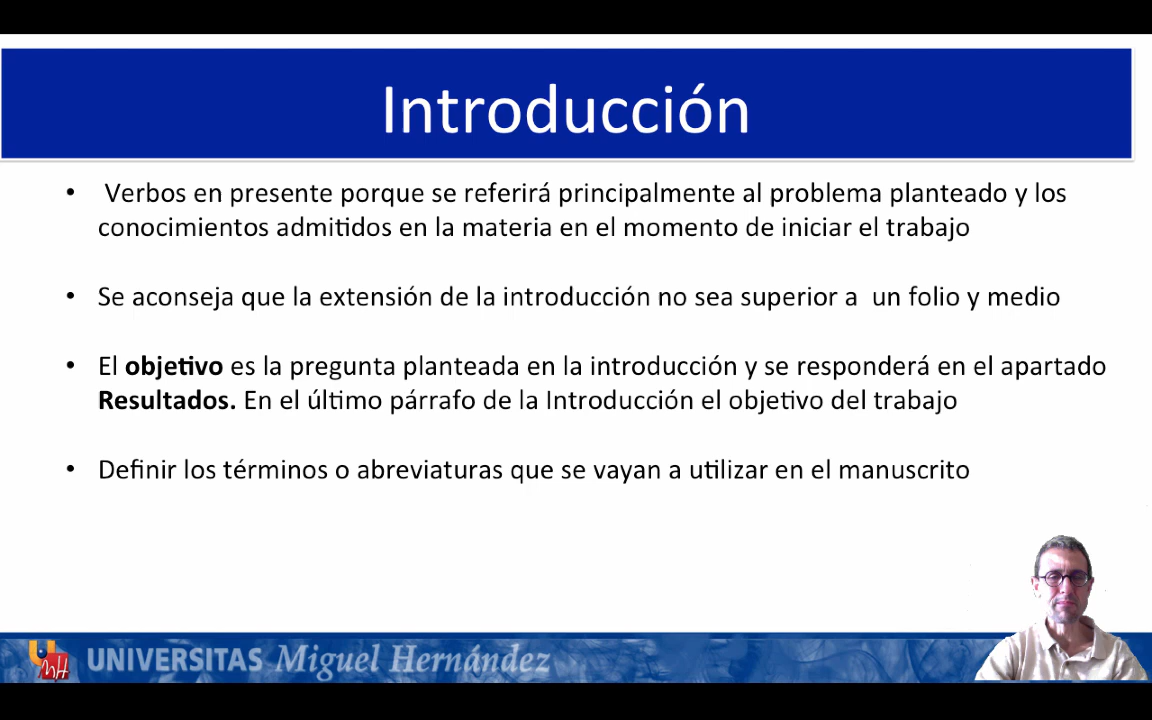 Introducción
• Verbos en presente porque se referirá principalmente al problema planteado y los
conocimientos admitidos en la materia en el momento de iniciar el trabajo
• Se aconseja que la extensión de la introducción no sea superior a un folio y medio
• El objetivo es la pregunta planteada en la introducción y se responderá en el apartado
Resultados. En el último párrafo de la Introducción el objetivo del trabajo
• Definir los términos o abreviaturas que se vayan a utilizar en el manuscrito
UNIVERSITAS Miguel Hernández